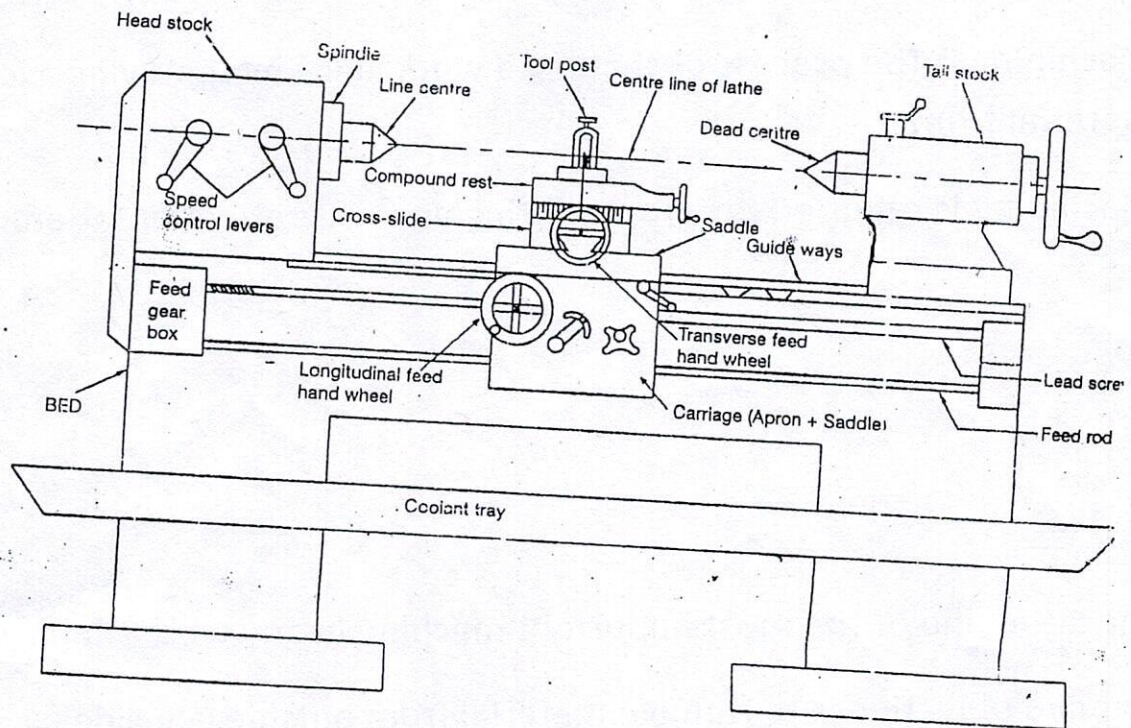 Head stock
Spindle
Line centre
Tool post
Centre line of lathe
Tail stock
Dead centre
Compound rest
Cross-slide
Speed
control levers
Saddle
Guide ways
Feed
gear
box
Longitudinal feed
hand wheel
Transverse feed
hand wheel
BED
Carriage (Apron + Saddle)
Lead scre
Feed rod
Coolant tray